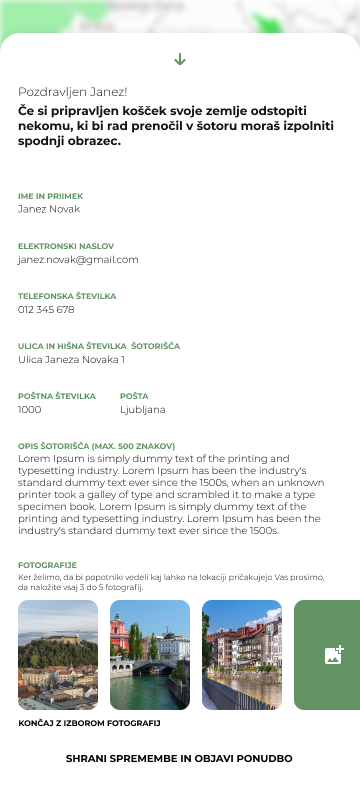 Pozdravljen Janez!
Če si pripravljen košček svoje zemlje odstopiti
nekomu, ki bi rad prenočil v šotoru moraš izpolniti
spodnji obrazec.
IME IN PRIIMEK
Janez Novak
ELEKTRONSKI NASLOV
janez.novak@gmail.com
TELEFONSKA ŠTEVILKA
012 345 678
ULICA IN HIŠNA ŠTEVILKA ŠOTORIŠČA
Ulica Janeza Novaka 1
POŠTNA ŠTEVILKA POŠTA
1000 Ljubljana
OPIS ŠOTORIŠČA (MAX. 500 ZNAKOV)
Lorem Ipsum is simply dummy text of the printing and
typesetting industry. Lorem Ipsum has been the industry's
standard dummy text ever since the 1500s, when an unknown
printer took a galley of type and scrambled it to make a type
specimen book. Lorem Ipsum is simply dummy text of the
printing and typesetting industry. Lorem Ipsum has been the
industry's standard dummy text ever since the 1500s.
FOTOGRAFIJE
Ker želimo, da bi popotniki vedeli kaj lahko na lokaciji pričakujejo Vas prosimo,
da naložite vsaj 3 do 5 fotografij.
KONČAJ Z IZBOROM FOTOGRAFIJ
SHRANI SPREMEMBE IN OBJAVI PONUDBO